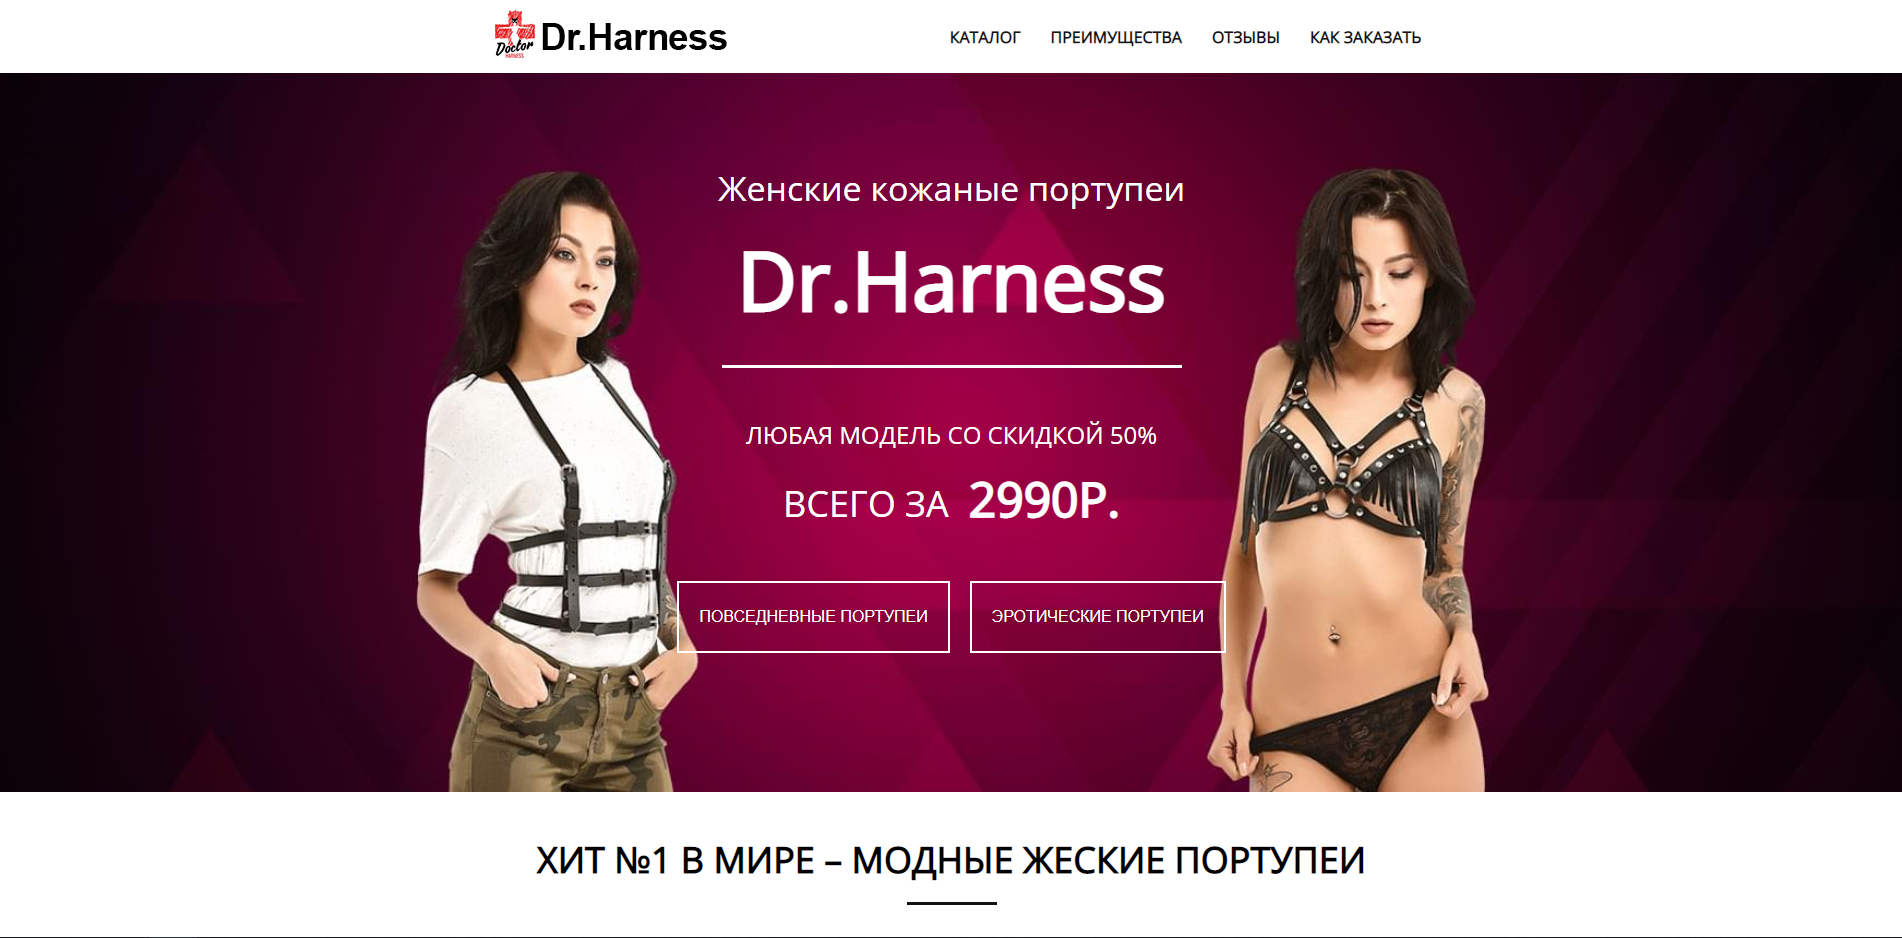 Doctor
HARNESS
Dr.Harness
КАТАЛОГ
ПРЕИМУЩЕСТВА
ОТЗЫВЫ
КАК ЗАКАЗАТЬ
Женские кожаные портупеи
Dr.Harness
ЛЮБАЯ МОДЕЛЬ СО СКИДКОЙ 50%
ВСЕГО ЗА 2990Р.
ПОВСЕДНЕВНЫЕ ПОРТУПЕИ
ЭРОТИЧЕСКИЕ ПОРТУПЕИ
ХИТ №1 В МИРЕ – МОДНЫЕ ЖЕСКИЕ ПОРТУПЕИ